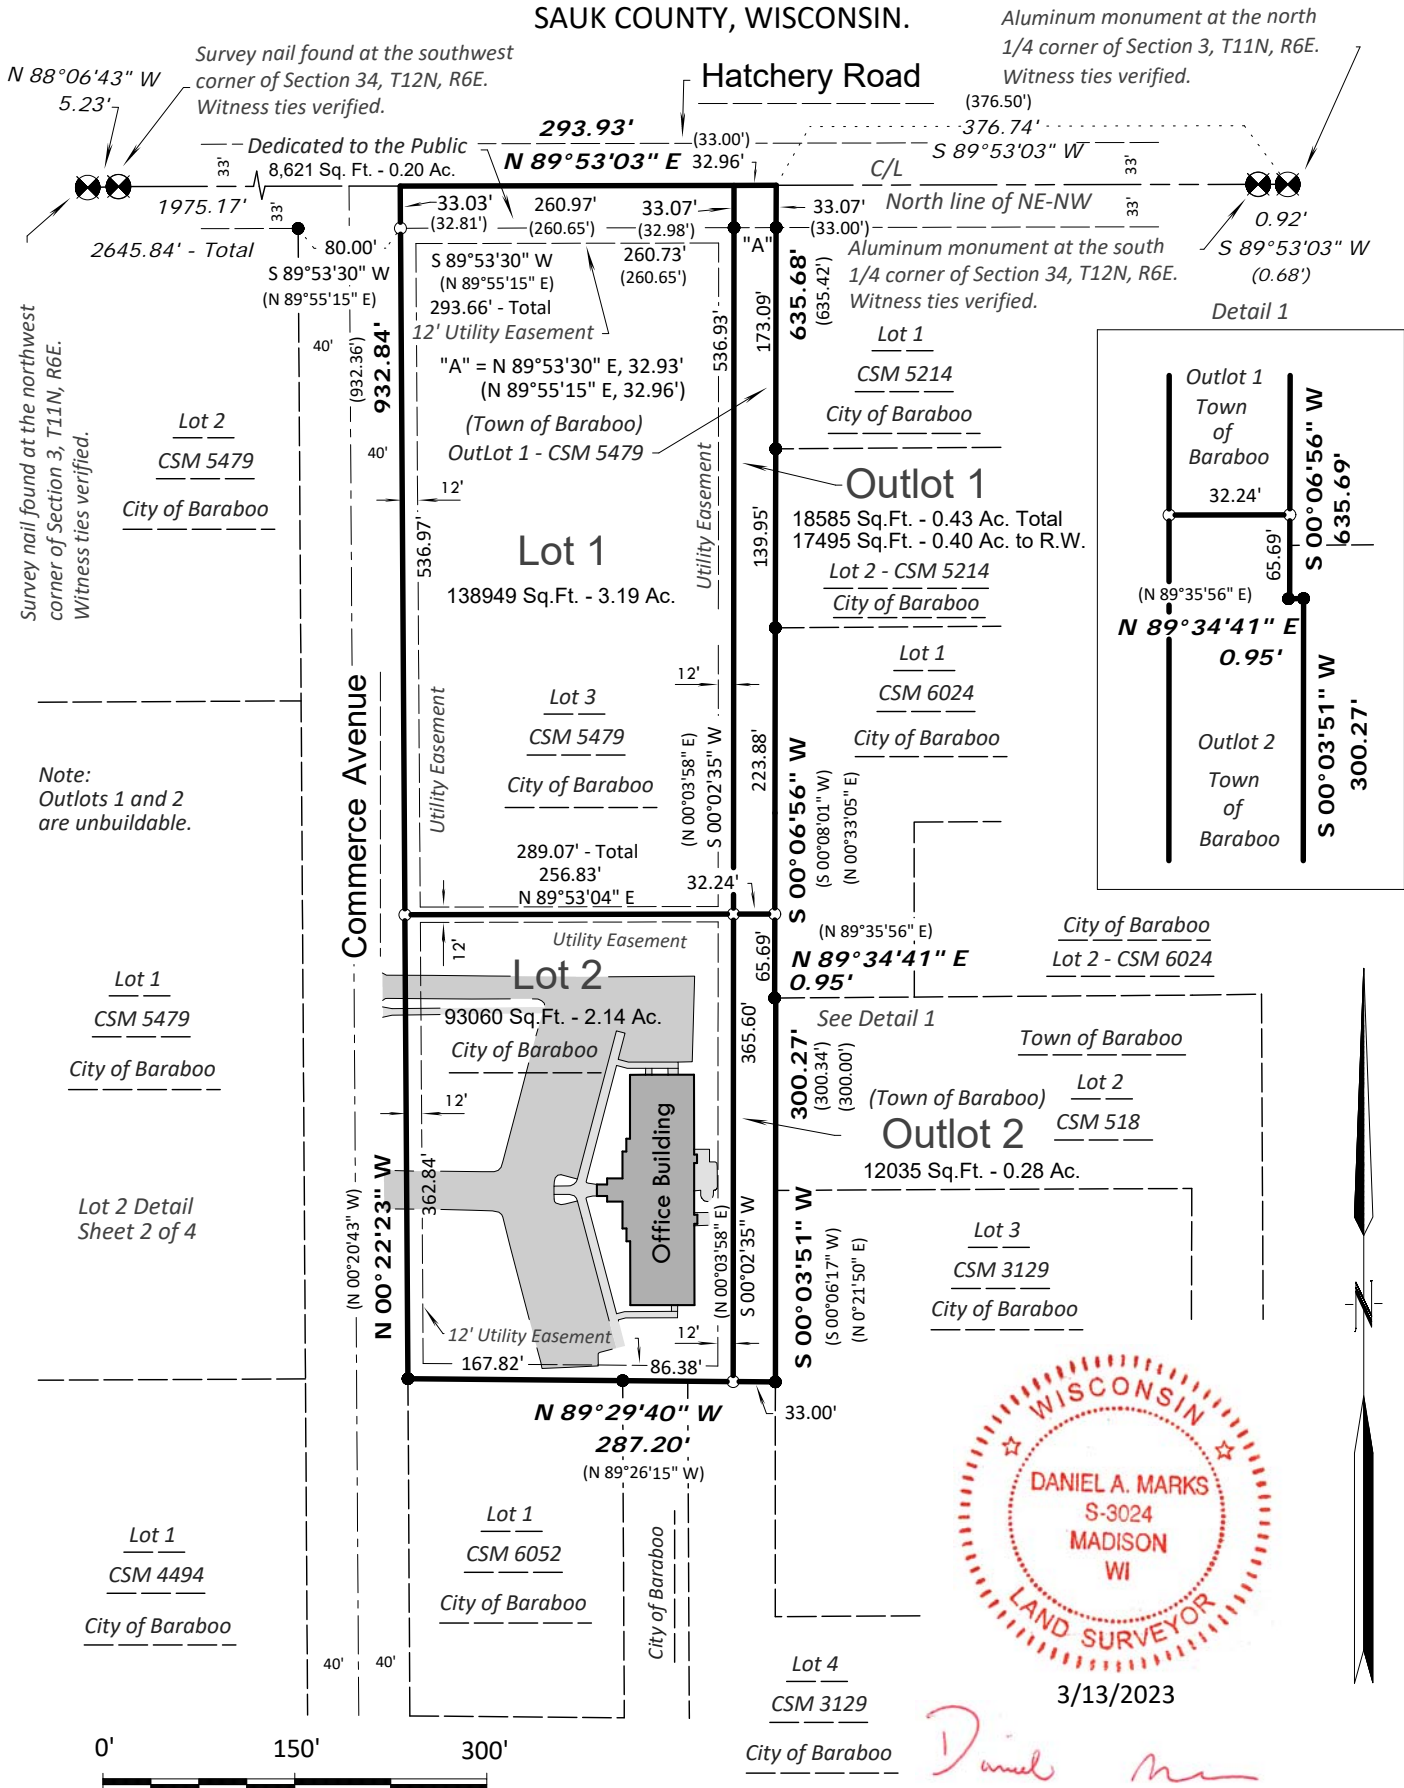 SAUK COUNTY, WISCONSIN.
N 88°06'43" W
5.23'
Survey nail found at the southwest
corner of Section 34, T12N, R6E.
Witness ties verified.
Hatchery Road
Aluminum monument at the north
1/4 corner of Section 3, T11N, R6E.
Witness ties verified.
(376.50')
376.74'
S 89°53'03" W
293.93'
N 89°53'03" E
(33.00')
32.96'
Dedicated to the Public
8,621 Sq. Ft. - 0.20 Ac.
33'
33'
C/L
North line of NE-NW
33'
33'
1975.17'
2645.84' - Total
80.00'
S 89°53'30" W
(N 89°55'15" E)
33.03'
(32.81')
260.97'
(260.65')
33.07'
(32.98')
33.07'
(33.00')
"A"
0.92'
S 89°53'03" W
(0.68')
Aluminum monument at the south
1/4 corner of Section 34, T12N, R6E.
Witness ties verified.
S 89°53'30" W
(N 89°55'15" E)
293.66' - Total
260.73'
(260.65')
12' Utility Easement
"A" = N 89°53'30" E, 32.93'
(N 89°55'15" E, 32.96')
(Town of Baraboo)
OutLot 1 - CSM 5479
Survey nail found at the northwest
corner of Section 3, T11N, R6E.
Witness ties verified.
40'
40'
(932.36')
932.84'
536.93'
173.09'
635.68'
(635.42')
Lot 2
CSM 5479
City of Baraboo
Lot 1
CSM 5214
City of Baraboo
12'
536.97'
Lot 1
138949 Sq.Ft. - 3.19 Ac.
Utility Easement
139.95'
Outlot 1
18585 Sq.Ft. - 0.43 Ac. Total
17495 Sq.Ft. - 0.40 Ac. to R.W.
Lot 2 - CSM 5214
City of Baraboo
Lot 1
CSM 6024
City of Baraboo
Detail 1
Outlot 1
Town
of
Baraboo
32.24'
65.69'
S 00°06'56" W
635.69'
(N 89°35'56" E)
N 89°34'41" E
0.95'
Outlot 2
Town
of
Baraboo
S 00°03'51" W
300.27'
Note:
Outlots 1 and 2
are unbuildable.
Commerce Avenue
Utility Easement
Lot 3
CSM 5479
City of Baraboo
12'
(N 00°03'58" E)
S 00°02'35" W
223.88'
S 00°06'56" W
(S 00°08'01" W)
(N 00°33'05" E)
289.07' - Total
256.83'
N 89°53'04" E
32.24'
12'
Utility Easement
65.69'
(N 89°35'56" E)
N 89°34'41" E
0.95'
City of Baraboo
Lot 2 - CSM 6024
Lot 1
CSM 5479
City of Baraboo
Lot 2
93060 Sq.Ft. - 2.14 Ac.
City of Baraboo
12'
365.60'
See Detail 1
300.27'
(300.34')
(300.00')
Town of Baraboo
Lot 2
CSM 518
(Town of Baraboo)
Outlot 2
12035 Sq.Ft. - 0.28 Ac.
Lot 2 Detail
Sheet 2 of 4
(N 00°20'43" W)
N 00°22'23" W
362.84'
Office Building
(N 00°03'58" E)
S 00°02'35" W
S 00°03'51" W
(S 00°06'17" W)
(N 0°21'50" E)
Lot 3
CSM 3129
City of Baraboo
N
12' Utility Easement
12'
167.82'
86.38'
33.00'
N 89°29'40" W
287.20'
(N 89°26'15" W)
WISCONSIN
DANIEL A. MARKS
S-3024
MADISON
WI
LAND SURVEYOR
3/13/2023
Lot 1
CSM 4494
City of Baraboo
40'
40'
Lot 1
CSM 6052
City of Baraboo
City of Baraboo
Lot 4
CSM 3129
City of Baraboo
Daniel
0'
150'
300'